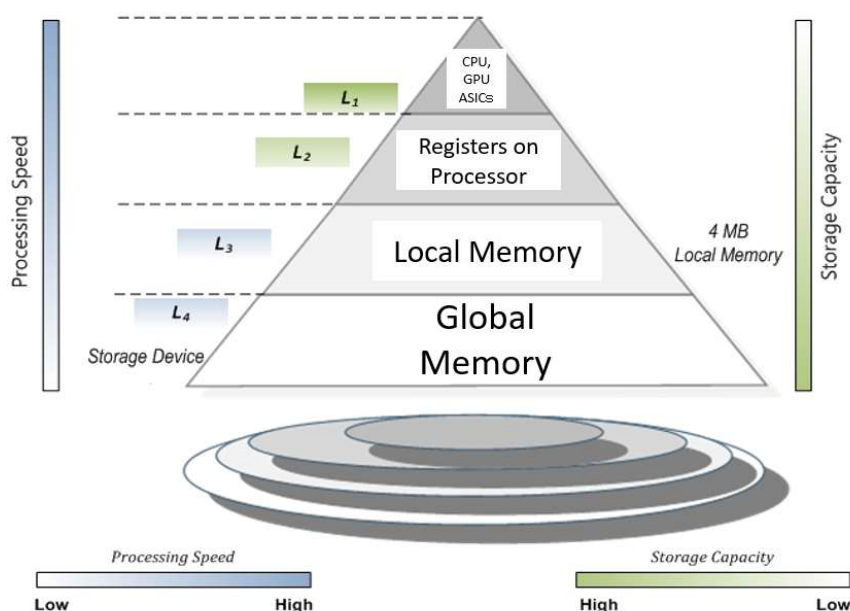 CPU,
GPU
ASICs
L1
L2
Registers on
Processor
Processing Speed
Storage Capacity
L3
Local Memory
4 MB
Local Memory
L4
Global
Memory
Storage Device
Processing Speed
Storage Capacity
Low
High
High
Low